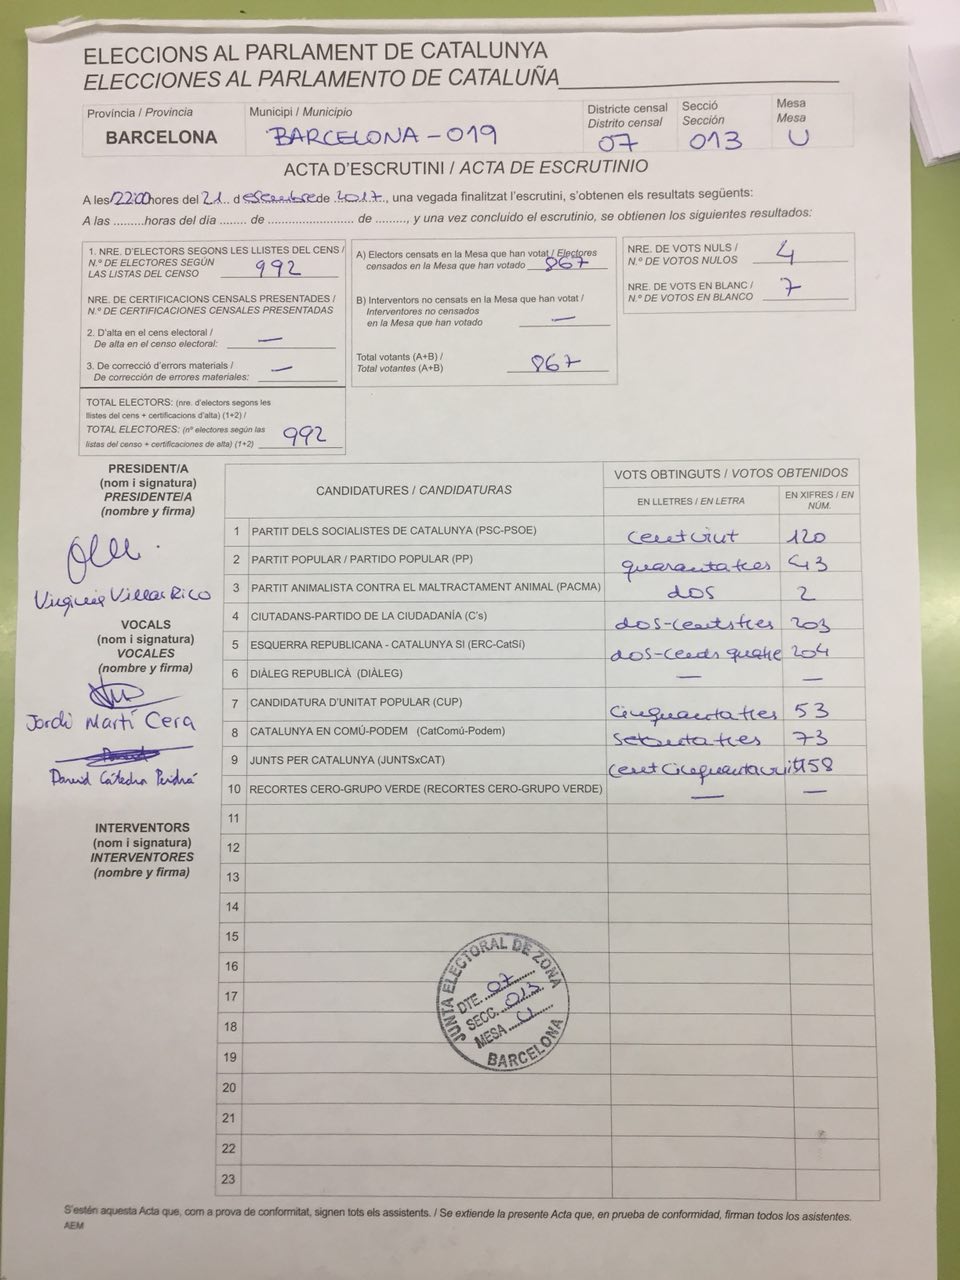 ELECCIONS AL PARLAMENT DE CATALUNYA
ELECCIONES AL PARLAMENTO DE CATALUÑA
Província / Provincia
BARCELONA
Municipi / Municipio
BARCELONA - 019
Districte censal
Distrito censal
07
Secció
Sección
013
Mesa
Mesa
U
ACTA D'ESCRUTINI / ACTA DE ESCRUTINIO
A les 22:00 hores del 21 desembre de 2017, una vegada finalitzat l'escrutini, s'obtenen els resultats següents:
A las .........horas del día ........ de ........................ de ........., y una vez concluido el escrutinio, se obtienen los siguientes resultados:
1. NRE. D'ELECTORS SEGONS LES LLISTES DEL CENS /
N.º DE ELECTORES SEGÚN
LAS LISTAS DEL CENSO 992
NRE. DE CERTIFICACIONS CENSALS PRESENTADES /
N.º DE CERTIFICACIONES CENSALES PRESENTADAS
2. D'alta en el cens electoral /
De alta en el censo electoral: —
3. De correcció d'errors materials /
De corrección de errores materiales: —
TOTAL ELECTORS: (nre. d'electors segons les
llistes del cens + certificacions d'alta) (1+2) /
TOTAL ELECTORES: (nº electores según las
listas del censo + certificaciones de alta) (1+2) 992
A) Electors censats en la Mesa que han votat / Electores
censados en la Mesa que han votado 867
B) Interventors no censats en la Mesa que han votat /
Interventores no censados
en la Mesa que han votado —
Total votants (A+B) /
Total votantes (A+B) 867
NRE. DE VOTS NULS /
N.º DE VOTOS NULOS 4
NRE. DE VOTS EN BLANC /
N.º DE VOTOS EN BLANCO 7
PRESIDENT/A
(nom i signatura)
PRESIDENTE/A
(nombre y firma)
Virginia Villar Rico
VOCALS
(nom i signatura)
VOCALES
(nombre y firma)
Jordi Martí Cera
David Cátedra
INTERVENTORS
(nom i signatura)
INTERVENTORES
(nombre y firma)
CANDIDATURES / CANDIDATURAS
VOTS OBTINGUTS / VOTOS OBTENIDOS
EN LLETRES / EN LETRA
EN XIFRES / EN NÚM.
1 PARTIT DELS SOCIALISTES DE CATALUNYA (PSC-PSOE) cent vint 120
2 PARTIT POPULAR / PARTIDO POPULAR (PP) quaranta tres 43
3 PARTIT ANIMALISTA CONTRA EL MALTRACTAMENT ANIMAL (PACMA) dos 2
4 CIUTADANS-PARTIDO DE LA CIUDADANÍA (C's) dos-cents tres 203
5 ESQUERRA REPUBLICANA - CATALUNYA SÍ (ERC-CatSí) dos-cents quatre 204
6 DIÀLEG REPUBLICÀ (DIÀLEG) — —
7 CANDIDATURA D'UNITAT POPULAR (CUP) cinquanta tres 53
8 CATALUNYA EN COMÚ-PODEM (CatComú-Podem) setanta tres 73
9 JUNTS PER CATALUNYA (JUNTSxCAT) cent cinquanta vuit 158
10 RECORTES CERO-GRUPO VERDE (RECORTES CERO-GRUPO VERDE) — —
11
12
13
14
15
16
17
18
19
20
21
22
23
JUNTA ELECTORAL DE ZONA
DTE. 07
SECC. 013
MESA U
BARCELONA
S'estén aquesta Acta que, com a prova de conformitat, signen tots els assistents. / Se extiende la presente Acta que, en prueba de conformidad, firman todos los asistentes.
AEM